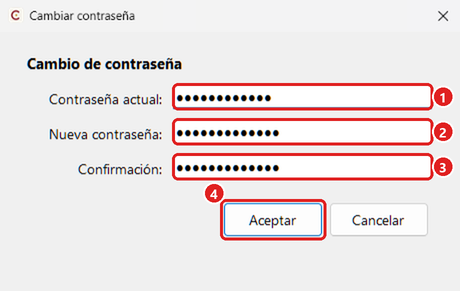 Cambiar contraseña
Cambio de contraseña
Contraseña actual: ●●●●●●●●●●●● 1
Nueva contraseña: ●●●●●●●●●●●●● 2
Confirmación: ●●●●●●●●●●●●● 3
4
Aceptar Cancelar